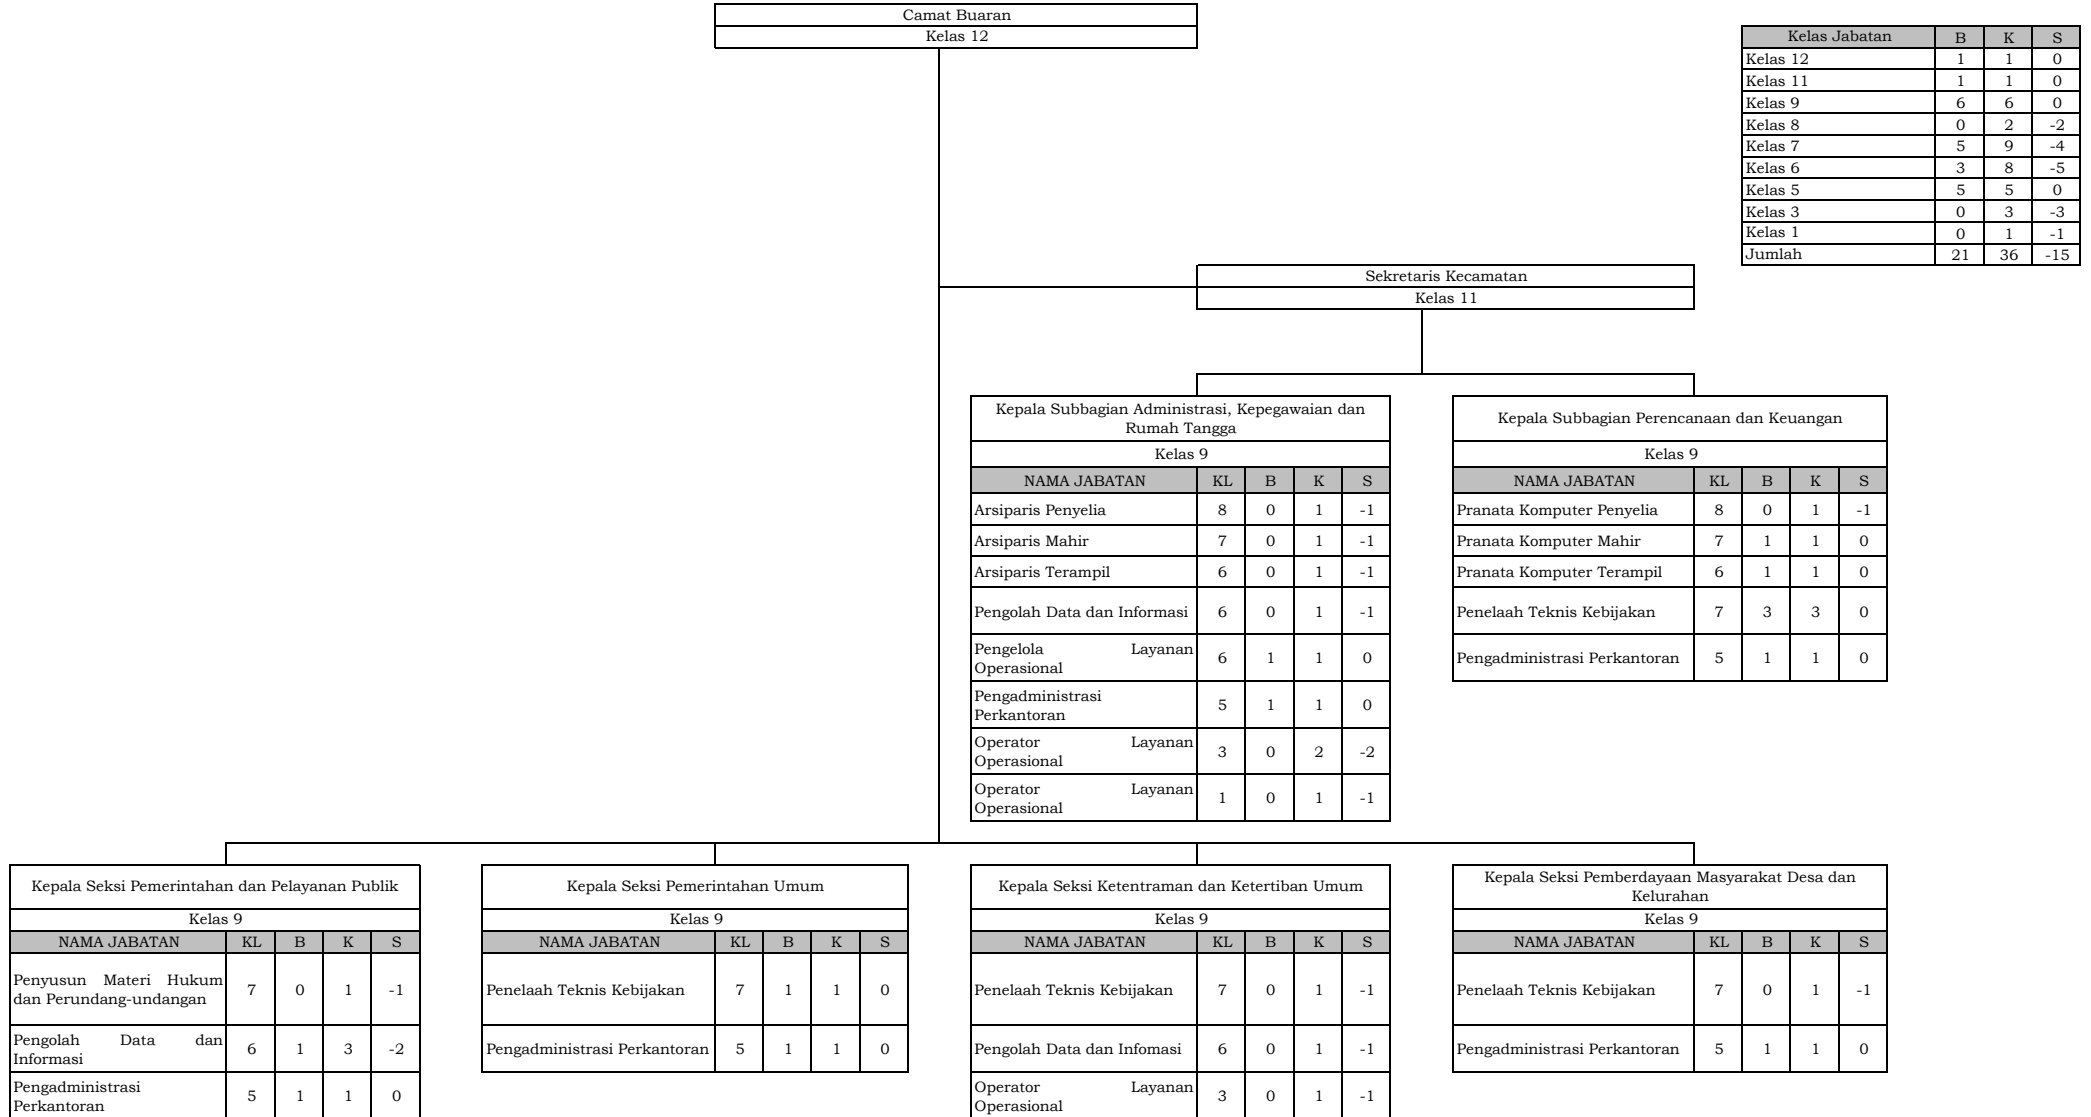 Camat Buaran
Kelas 12
Kelas Jabatan B K S
Kelas 12 1 1 0
Kelas 11 1 1 0
Kelas 9 6 6 0
Kelas 8 0 2 -2
Kelas 7 5 9 -4
Kelas 6 3 8 -5
Kelas 5 5 5 0
Kelas 3 0 3 -3
Kelas 1 0 1 -1
Jumlah 21 36 -15
Sekretaris Kecamatan
Kelas 11
Kepala Subbagian Administrasi, Kepegawaian dan
Rumah Tangga
Kelas 9
NAMA JABATAN KL B K S
Arsiparis Penyelia 8 0 1 -1
Arsiparis Mahir 7 0 1 -1
Arsiparis Terampil 6 0 1 -1
Pengolah Data dan Informasi 6 0 1 -1
Pengelola Layanan
Operasional 6 1 1 0
Pengadministrasi
Perkantoran 5 1 1 0
Operator Layanan
Operasional 3 0 2 -2
Operator Layanan
Operasional 1 0 1 -1
Kepala Subbagian Perencanaan dan Keuangan
Kelas 9
NAMA JABATAN KL B K S
Pranata Komputer Penyelia 8 0 1 -1
Pranata Komputer Mahir 7 1 1 0
Pranata Komputer Terampil 6 1 1 0
Penelaah Teknis Kebijakan 7 3 3 0
Pengadministrasi Perkantoran 5 1 1 0
Kepala Seksi Pemerintahan dan Pelayanan Publik
Kelas 9
NAMA JABATAN KL B K S
Penyusun Materi Hukum
dan Perundang-undangan 7 0 1 -1
Pengolah Data dan
Informasi 6 1 3 -2
Pengadministrasi
Perkantoran 5 1 1 0
Kepala Seksi Pemerintahan Umum
Kelas 9
NAMA JABATAN KL B K S
Penelaah Teknis Kebijakan 7 1 1 0
Pengadministrasi Perkantoran 5 1 1 0
Kepala Seksi Ketentraman dan Ketertiban Umum
Kelas 9
NAMA JABATAN KL B K S
Penelaah Teknis Kebijakan 7 0 1 -1
Pengolah Data dan Infomasi 6 0 1 -1
Operator Layanan
Operasional 3 0 1 -1
Kepala Seksi Pemberdayaan Masyarakat Desa dan
Kelurahan
Kelas 9
NAMA JABATAN KL B K S
Penelaah Teknis Kebijakan 7 0 1 -1
Pengadministrasi Perkantoran 5 1 1 0